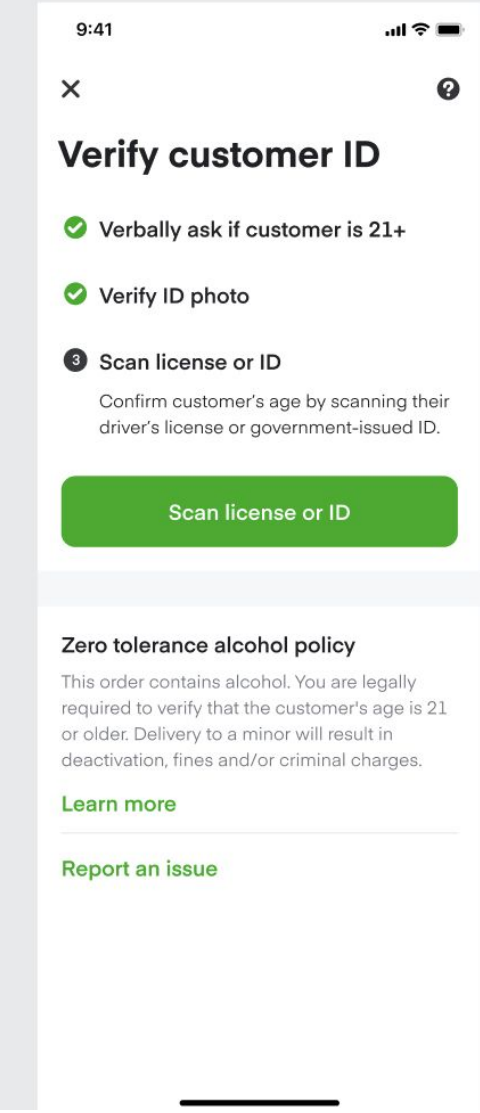 9:41
Verify customer ID
Verbally ask if customer is 21+
Verify ID photo
3 Scan license or ID
Confirm customer's age by scanning their
driver's license or government-issued ID.
Scan license or ID
Zero tolerance alcohol policy
This order contains alcohol. You are legally
required to verify that the customer's age is 21
or older. Delivery to a minor will result in
deactivation, fines and/or criminal charges.
Learn more
Report an issue